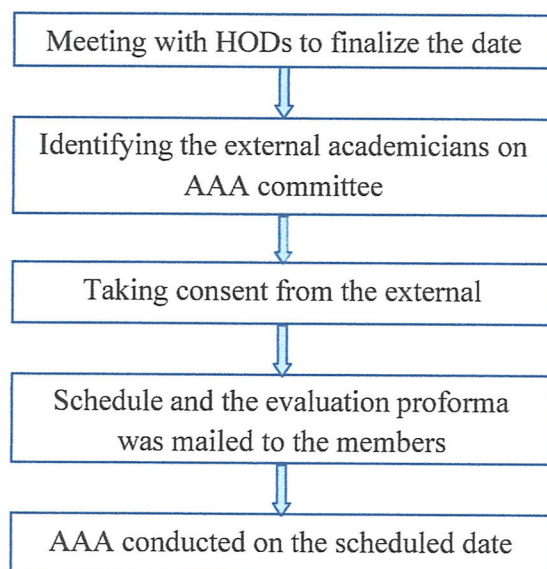 Meeting with HODs to finalize the date
Identifying the external academicians on
AAA committee
Taking consent from the external
Schedule and the evaluation proforma
was mailed to the members
AAA conducted on the scheduled date